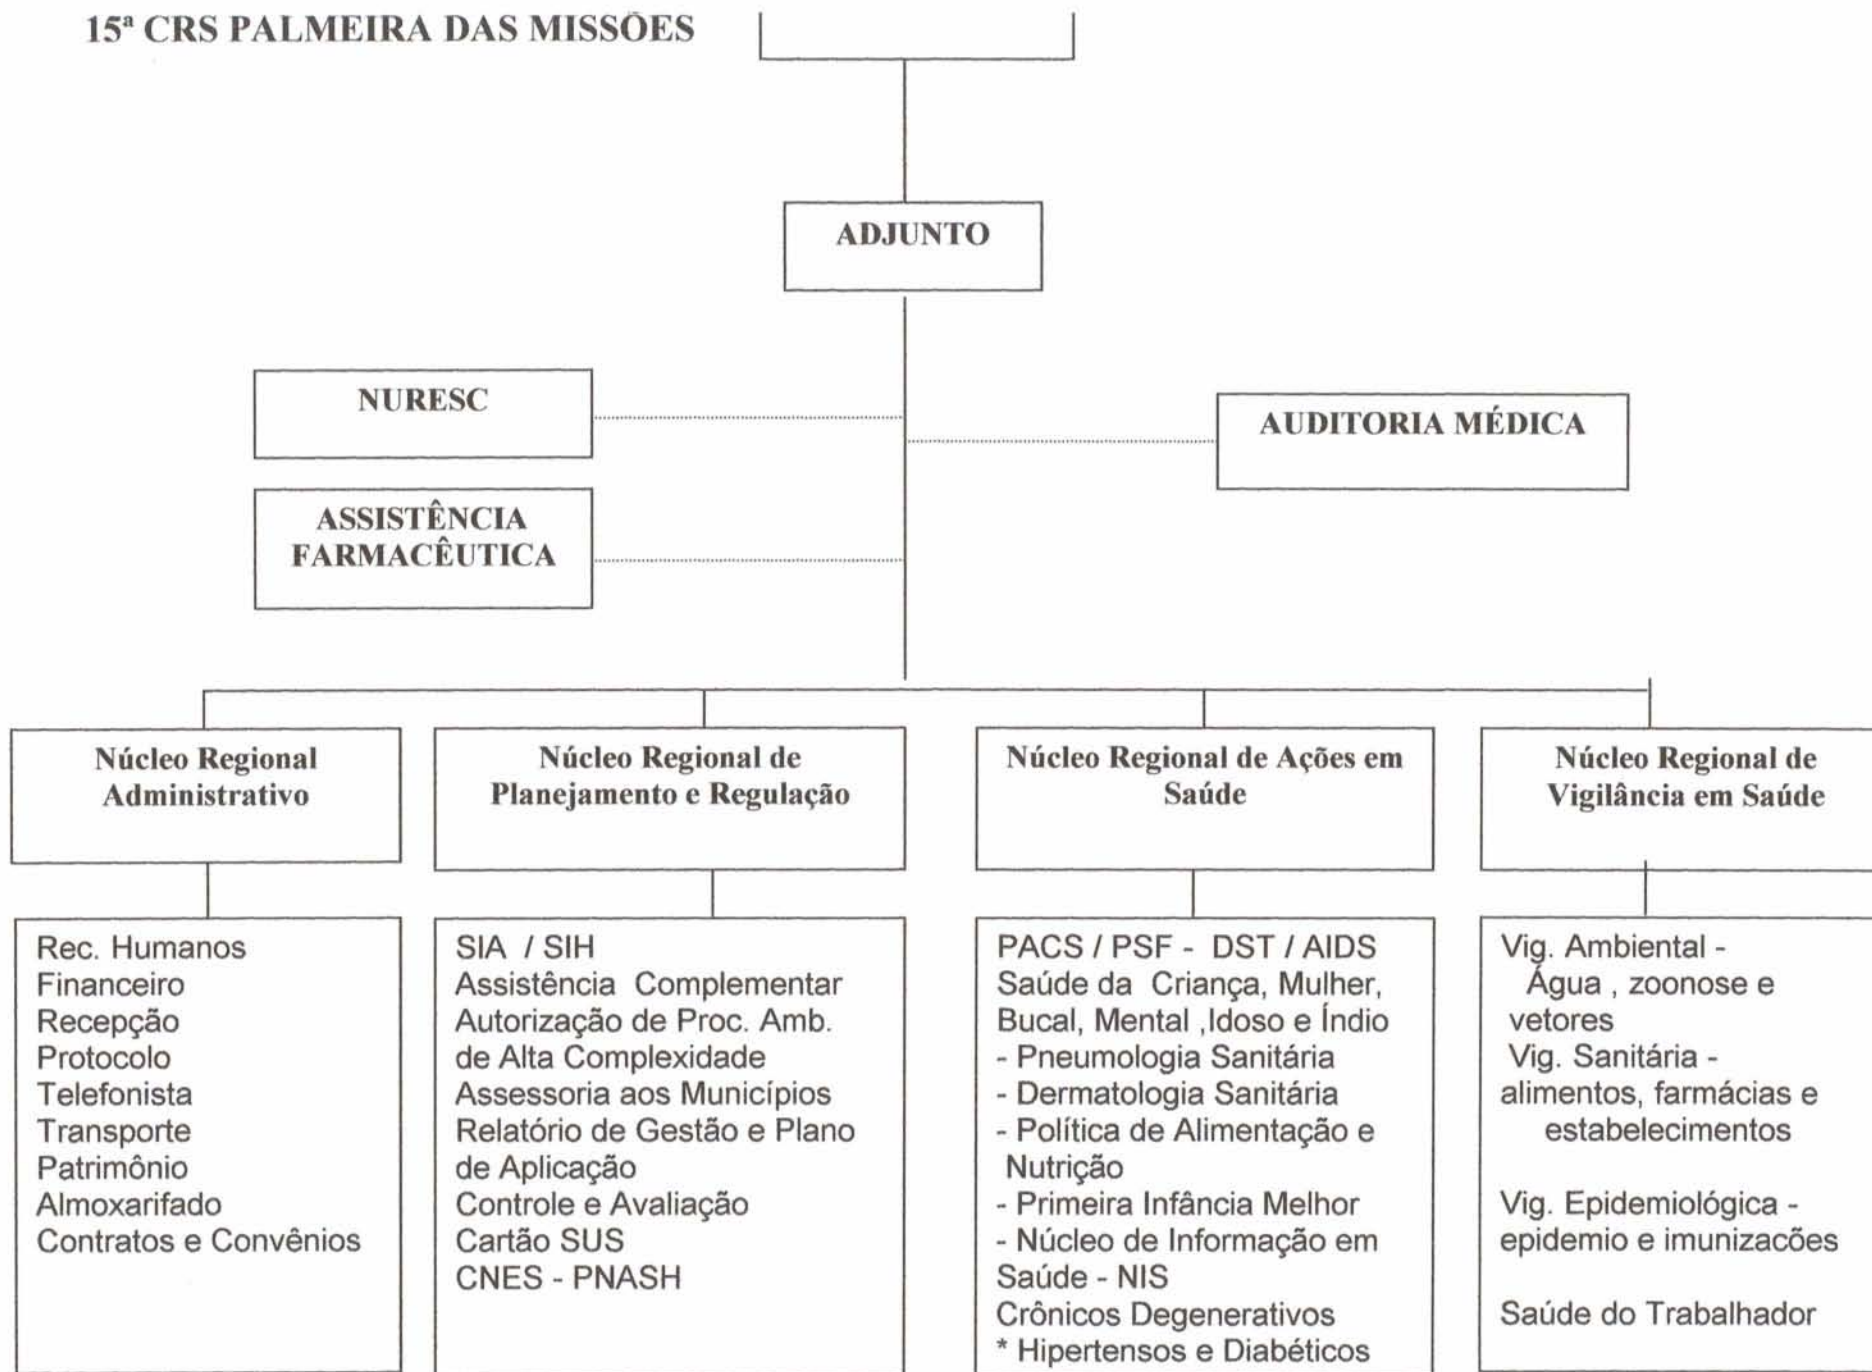 15ª CRS PALMEIRA DAS MISSÕES
ADJUNTO
NURESC
AUDITORIA MÉDICA
ASSISTÊNCIA
FARMACÊUTICA
Núcleo Regional
Administrativo
Núcleo Regional de
Planejamento e Regulação
Núcleo Regional de Ações em
Saúde
Núcleo Regional de
Vigilância em Saúde
Rec. Humanos
Financeiro
Recepção
Protocolo
Telefonista
Transporte
Patrimônio
Almoxarifado
Contratos e Convênios
SIA / SIH
Assistência Complementar
Autorização de Proc. Amb.
de Alta Complexidade
Assessoria aos Municípios
Relatório de Gestão e Plano
de Aplicação
Controle e Avaliação
Cartão SUS
CNES - PNASH
PACS / PSF - DST / AIDS
Saúde da Criança, Mulher,
Bucal, Mental ,Idoso e Índio
- Pneumologia Sanitária
- Dermatologia Sanitária
- Política de Alimentação e
Nutrição
- Primeira Infância Melhor
- Núcleo de Informação em
Saúde - NIS
Crônicos Degenerativos
* Hipertensos e Diabéticos
Vig. Ambiental -
Água , zoonose e
vetores
Vig. Sanitária -
alimentos, farmácias e
estabelecimentos
Vig. Epidemiológica -
epidemio e imunizacões
Saúde do Trabalhador